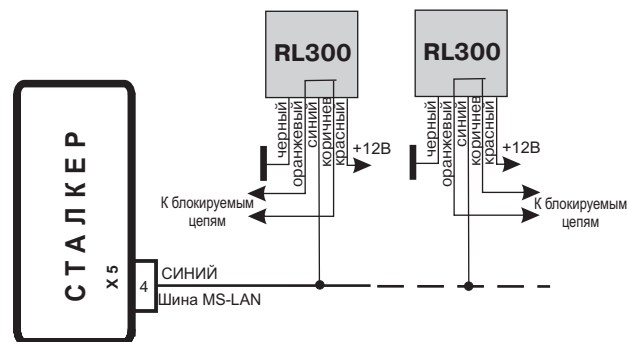 RL300
черный
оранжевый
синий
коричнев
красный
+12В
К блокируемым
цепям
RL300
черный
оранжевый
синий
коричнев
красный
+12В
К блокируемым
цепям
СТАЛКЕР
X5
4
СИНИЙ
Шина MS-LAN